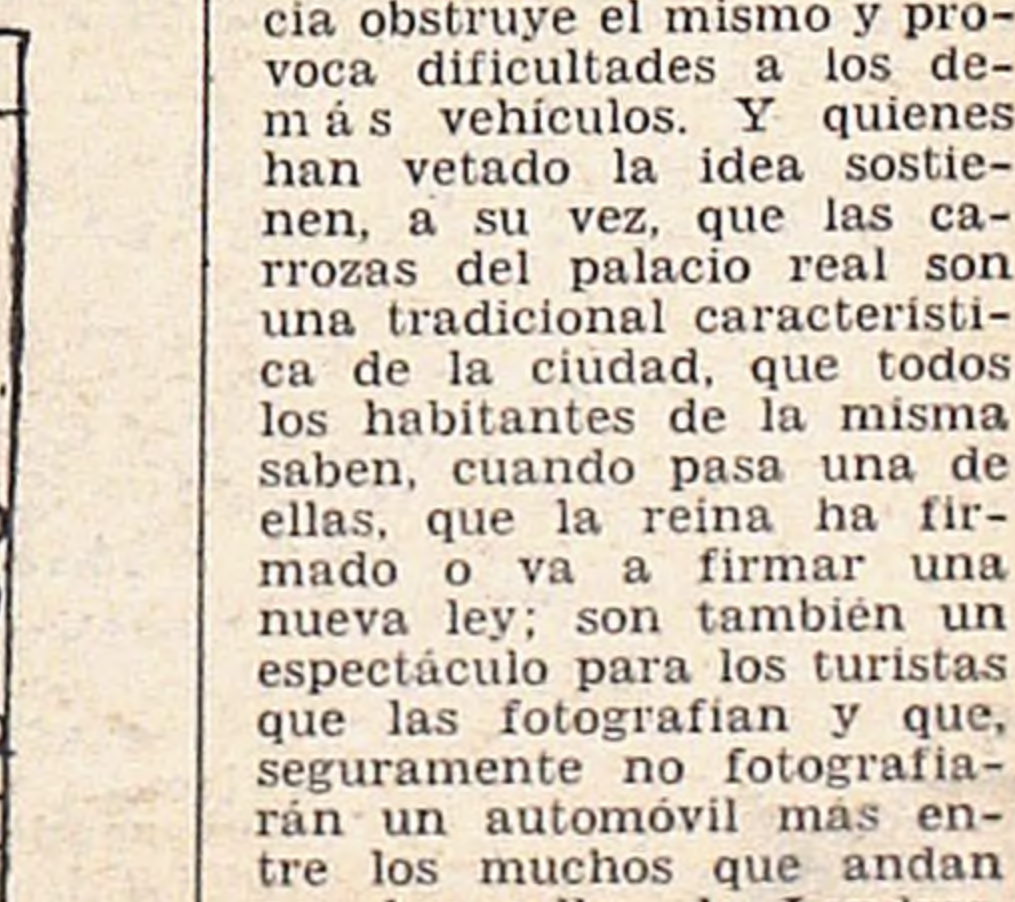 cia obstruye el mismo y pro-
voca dificultades a los de-
más vehículos. Y quienes
han vetado la idea sostie-
nen, a su vez, que las ca-
rrozas del palacio real son
una tradicional característi-
ca de la ciudad, que todos
los habitantes de la misma
saben, cuando pasa una de
ellas, que la reina ha fir-
mado o va a firmar una
nueva ley; son también un
espectáculo para los turistas
que las fotografían y que,
seguramente no fotografia-
rán un automóvil más en-
tre los muchos que andan